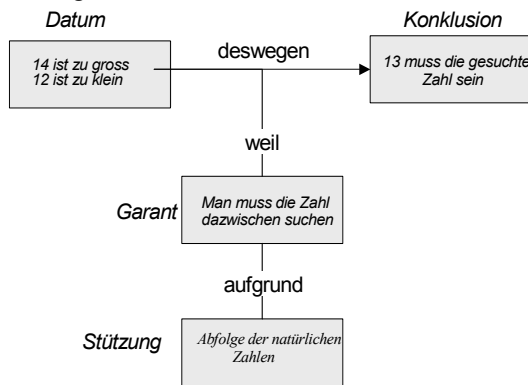 Datum
Konklusion
14 ist zu gross
12 ist zu klein
deswegen
13 muss die gesuchte
Zahl sein
weil
Garant
Man muss die Zahl
dazwischen suchen
aufgrund
Stützung
Abfolge der natürlichen
Zahlen